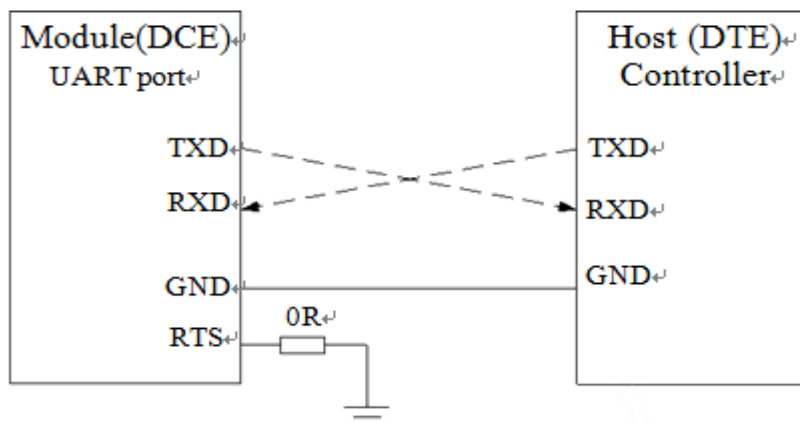 Module(DCE)
UART port
TXD
RXD
GND
RTS
0R
Host (DTE)
Controller
TXD
RXD
GND